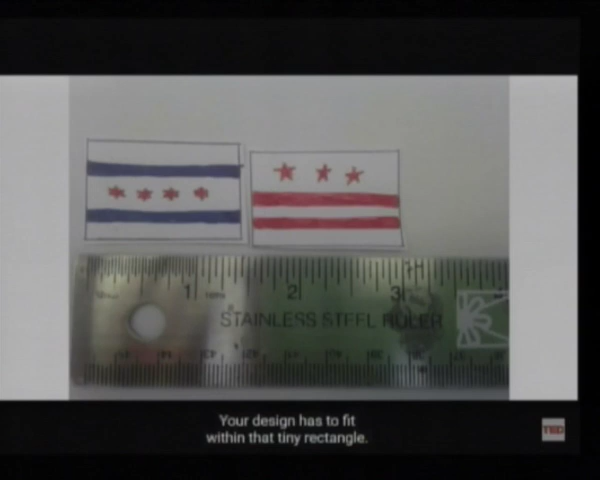 1 2 3
STAINLESS STEEL RULER
Your design has to fit
within that tiny rectangle.
TED